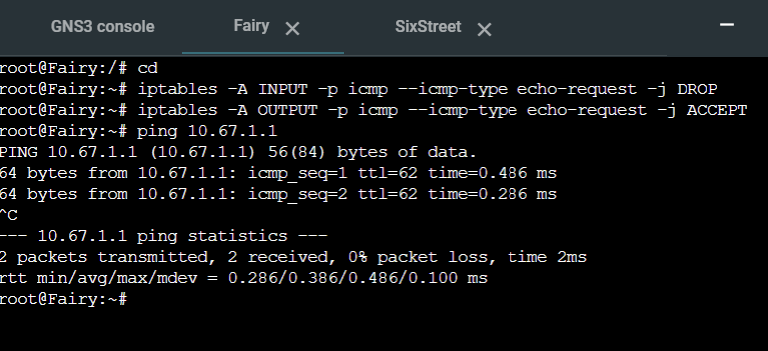 GNS3 console Fairy SixStreet
root@Fairy:/# cd
root@Fairy:~# iptables -A INPUT -p icmp --icmp-type echo-request -j DROP
root@Fairy:~# iptables -A OUTPUT -p icmp --icmp-type echo-request -j ACCEPT
root@Fairy:~# ping 10.67.1.1
PING 10.67.1.1 (10.67.1.1) 56(84) bytes of data.
64 bytes from 10.67.1.1: icmp_seq=1 ttl=62 time=0.486 ms
64 bytes from 10.67.1.1: icmp_seq=2 ttl=62 time=0.286 ms
^C
--- 10.67.1.1 ping statistics ---
2 packets transmitted, 2 received, 0% packet loss, time 2ms
rtt min/avg/max/mdev = 0.286/0.386/0.486/0.100 ms
root@Fairy:~#